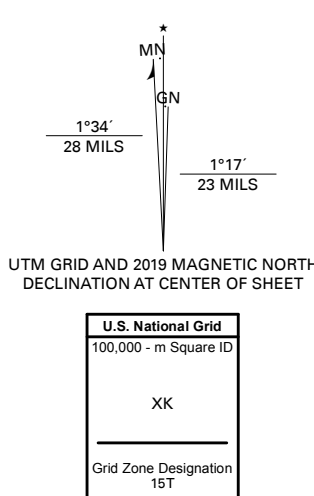 ★
MN
GN
1°34´
28 MILS
1°17´
23 MILS
UTM GRID AND 2019 MAGNETIC NORTH
DECLINATION AT CENTER OF SHEET
U.S. National Grid
100,000 - m Square ID
XK
Grid Zone Designation
15T